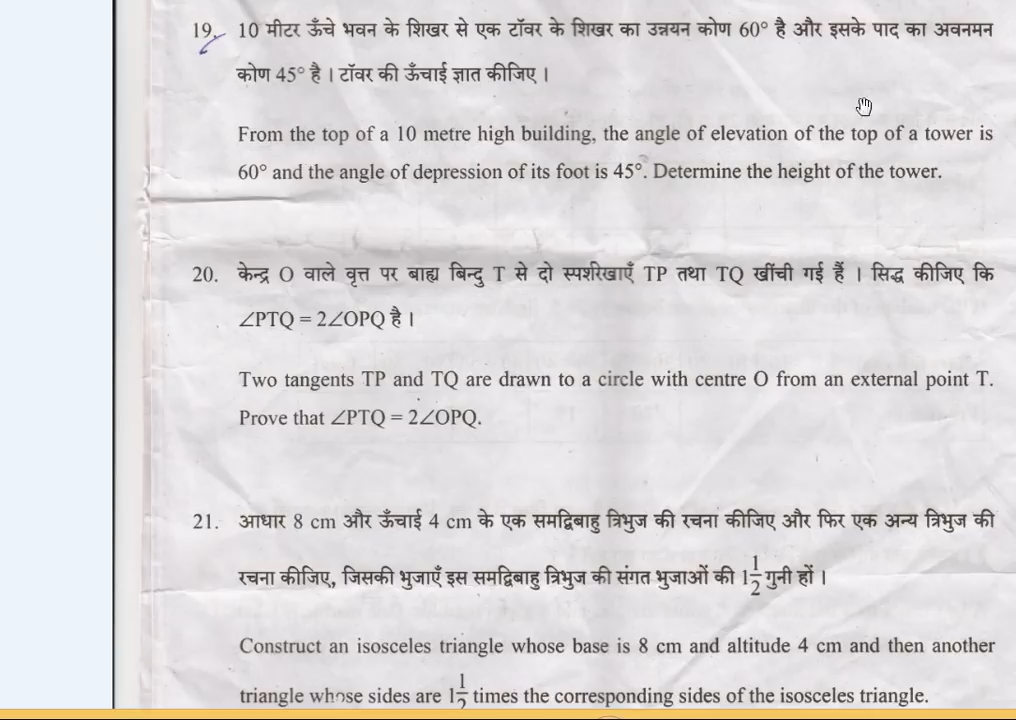 19. 10 मीटर ऊँचे भवन के शिखर से एक टॉवर के शिखर का उन्नयन कोण 60° है और इसके पाद का अवनमन
कोण 45° है । टॉवर की ऊँचाई ज्ञात कीजिए ।
From the top of a 10 metre high building, the angle of elevation of the top of a tower is
60° and the angle of depression of its foot is 45°. Determine the height of the tower.
20. केन्द्र O वाले वृत्त पर बाह्य बिन्दु T से दो स्पर्शरेखाएँ TP तथा TQ खींची गई हैं । सिद्ध कीजिए कि
∠PTQ = 2∠OPQ है ।
Two tangents TP and TQ are drawn to a circle with centre O from an external point T.
Prove that ∠PTQ = 2∠OPQ.
21. आधार 8 cm और ऊँचाई 4 cm के एक समद्विबाहु त्रिभुज की रचना कीजिए और फिर एक अन्य त्रिभुज की
रचना कीजिए, जिसकी भुजाएँ इस समद्विबाहु त्रिभुज की संगत भुजाओं की 1 1/2 गुनी हों ।
Construct an isosceles triangle whose base is 8 cm and altitude 4 cm and then another
triangle whose sides are 1 1/2 times the corresponding sides of the isosceles triangle.